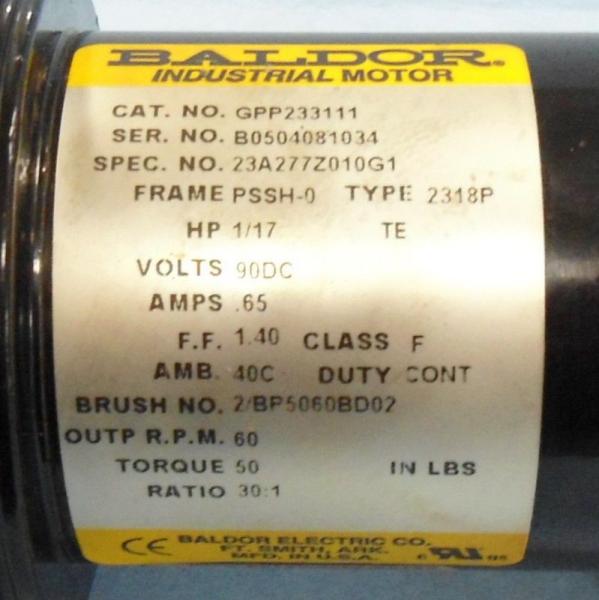 BALDOR®
INDUSTRIAL MOTOR
CAT. NO. GPP233111
SER. NO. B0504081034
SPEC. NO. 23A277Z010G1
FRAME PSSH-0 TYPE 2318P
HP 1/17 TE
VOLTS 90DC
AMPS .65
F.F. 1.40 CLASS F
AMB. 40C DUTY CONT
BRUSH NO. 2/BP5060BD02
OUTP R.P.M. 60
TORQUE 50 IN LBS
RATIO 30:1
CE BALDOR ELECTRIC CO.
FT. SMITH, ARK.
MFD. IN U.S.A.